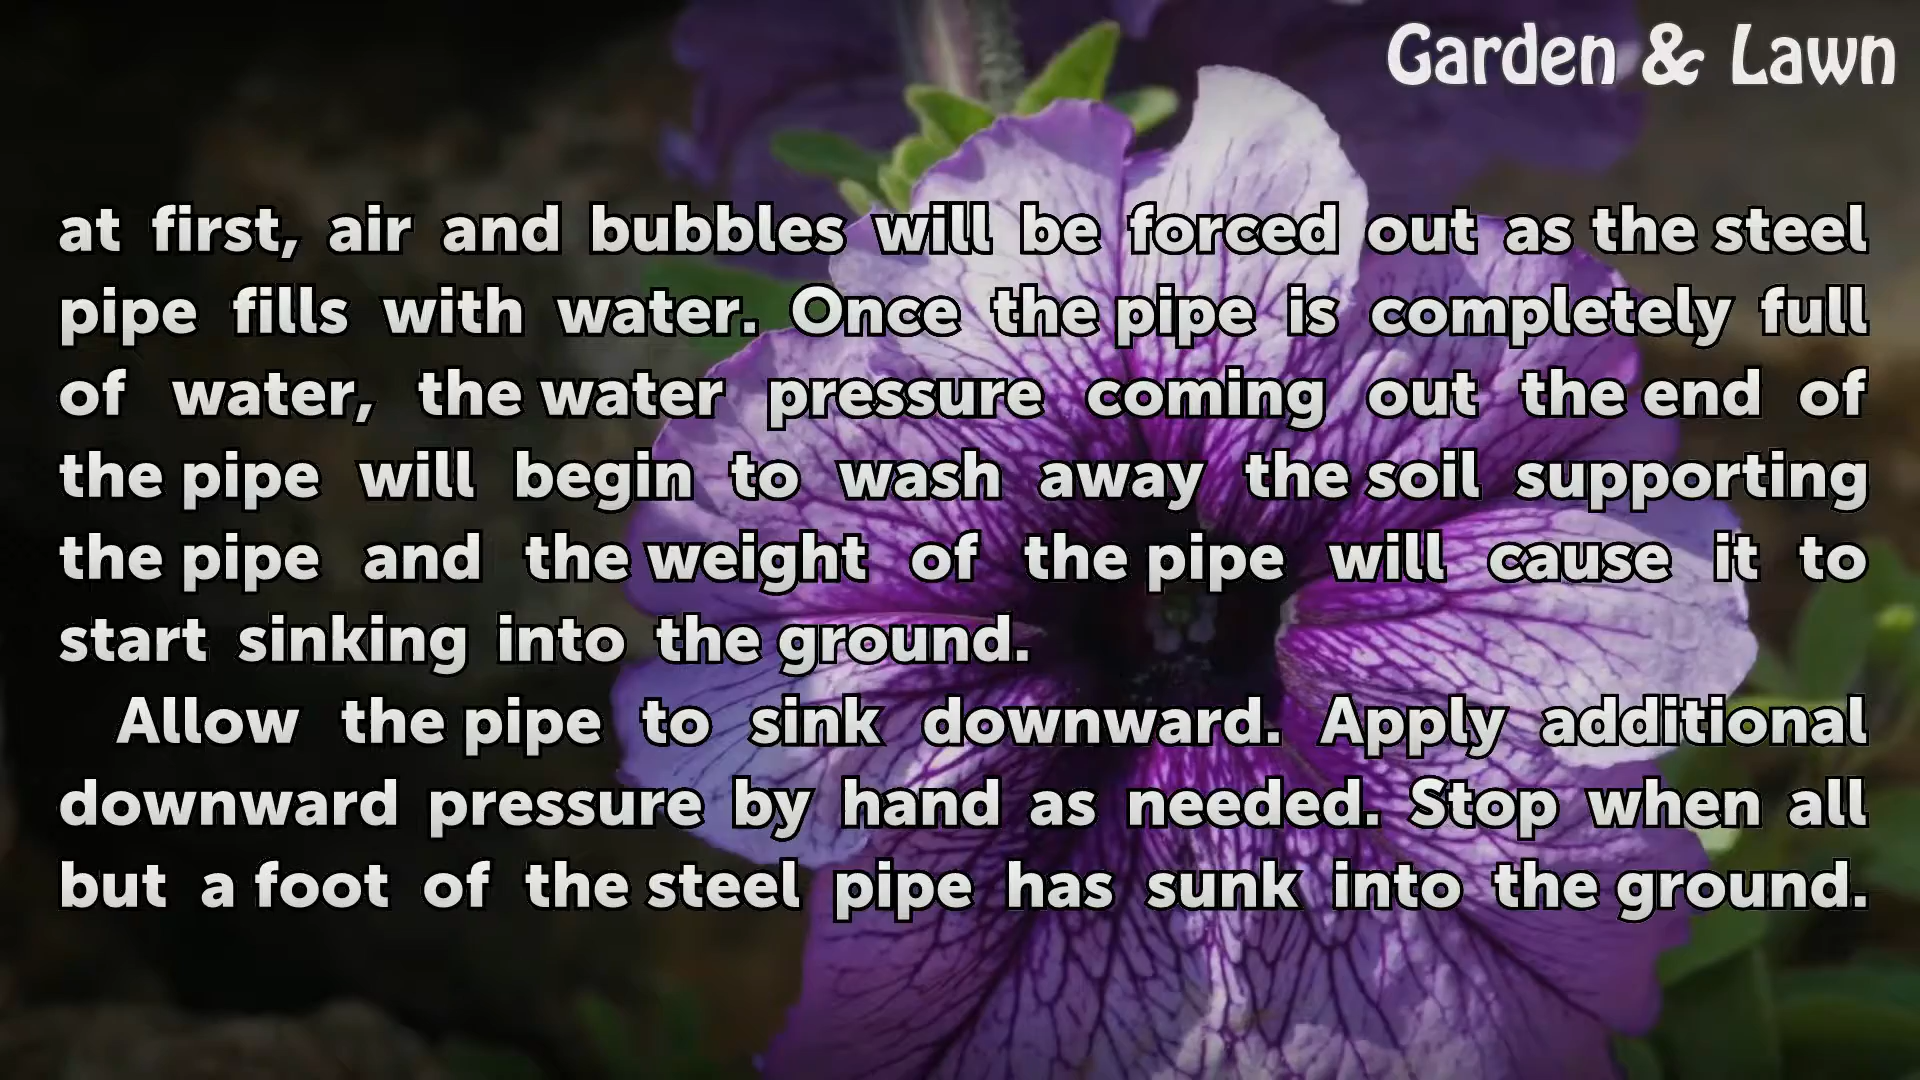 Garden & Lawn
at first, air and bubbles will be forced out as the steel
pipe fills with water. Once the pipe is completely full
of water, the water pressure coming out the end of
the pipe will begin to wash away the soil supporting
the pipe and the weight of the pipe will cause it to
start sinking into the ground.
Allow the pipe to sink downward. Apply additional
downward pressure by hand as needed. Stop when all
but a foot of the steel pipe has sunk into the ground.